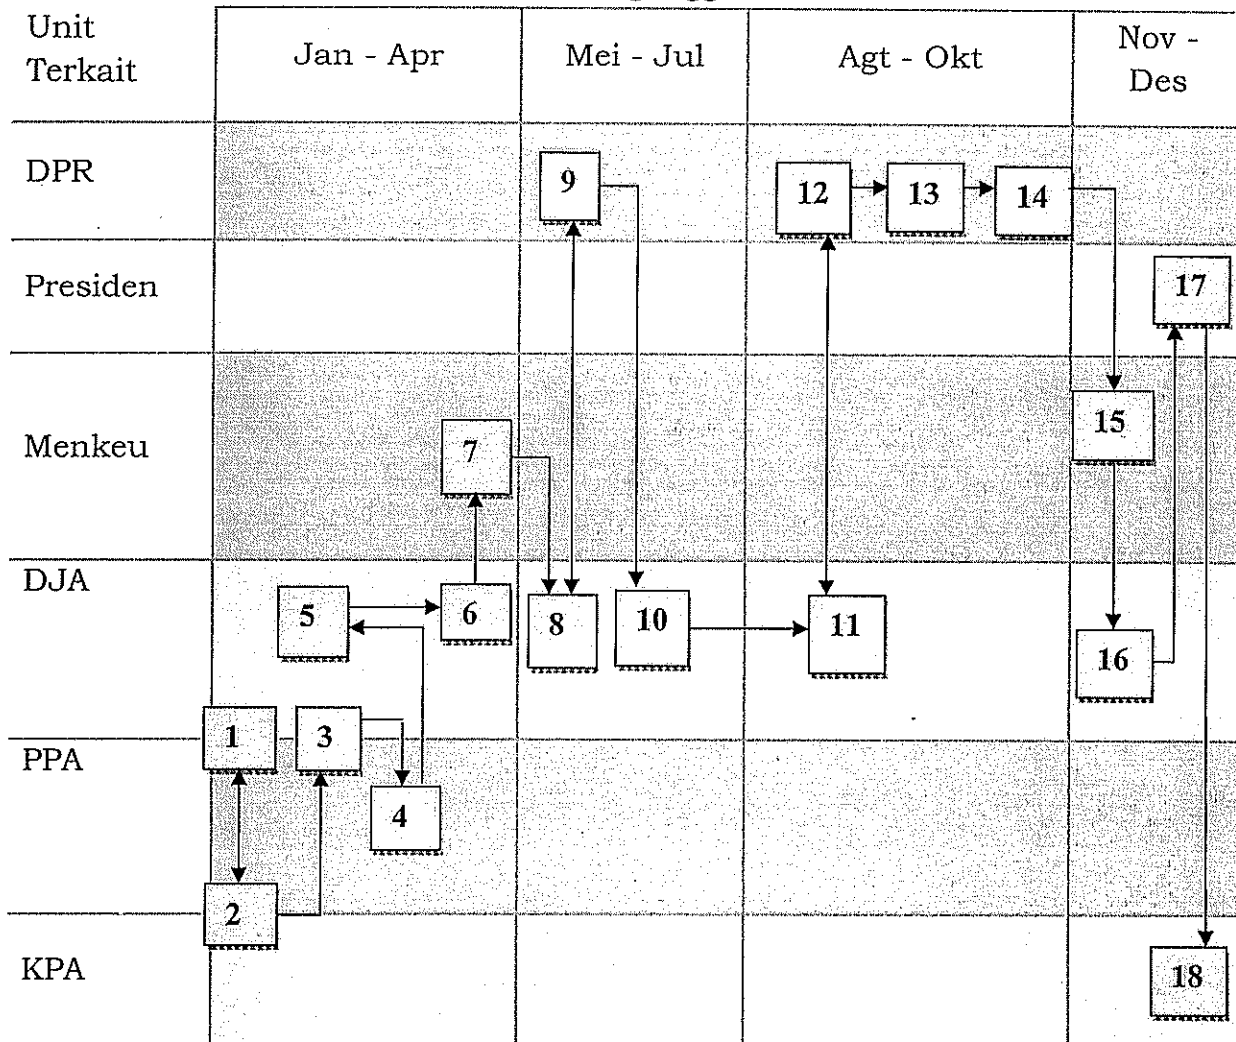 Unit
Terkait
Jan - Apr
Mei - Jul
Agt - Okt
Nov -
Des
DPR
9
12
13
14
Presiden
17
Menkeu
7
15
DJA
5
6
8
10
11
16
1
3
PPA
4
2
KPA
18